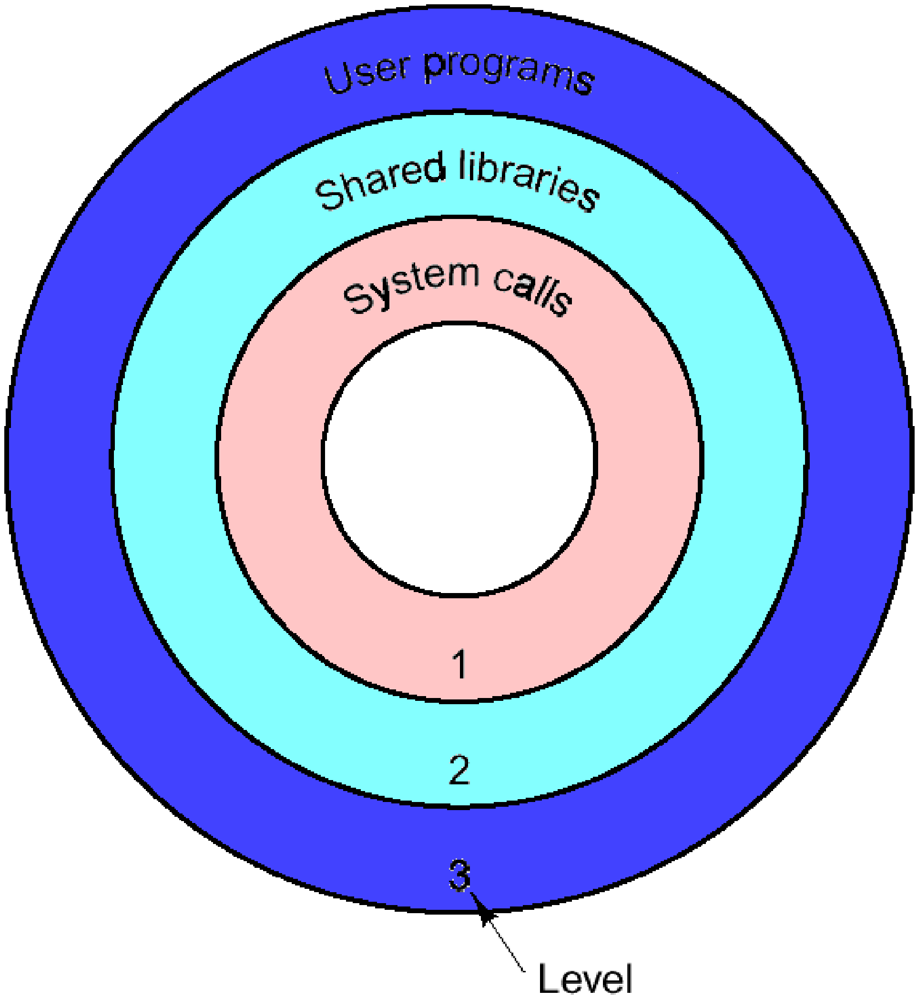 User programs
Shared libraries
System calls
1
2
3
Level